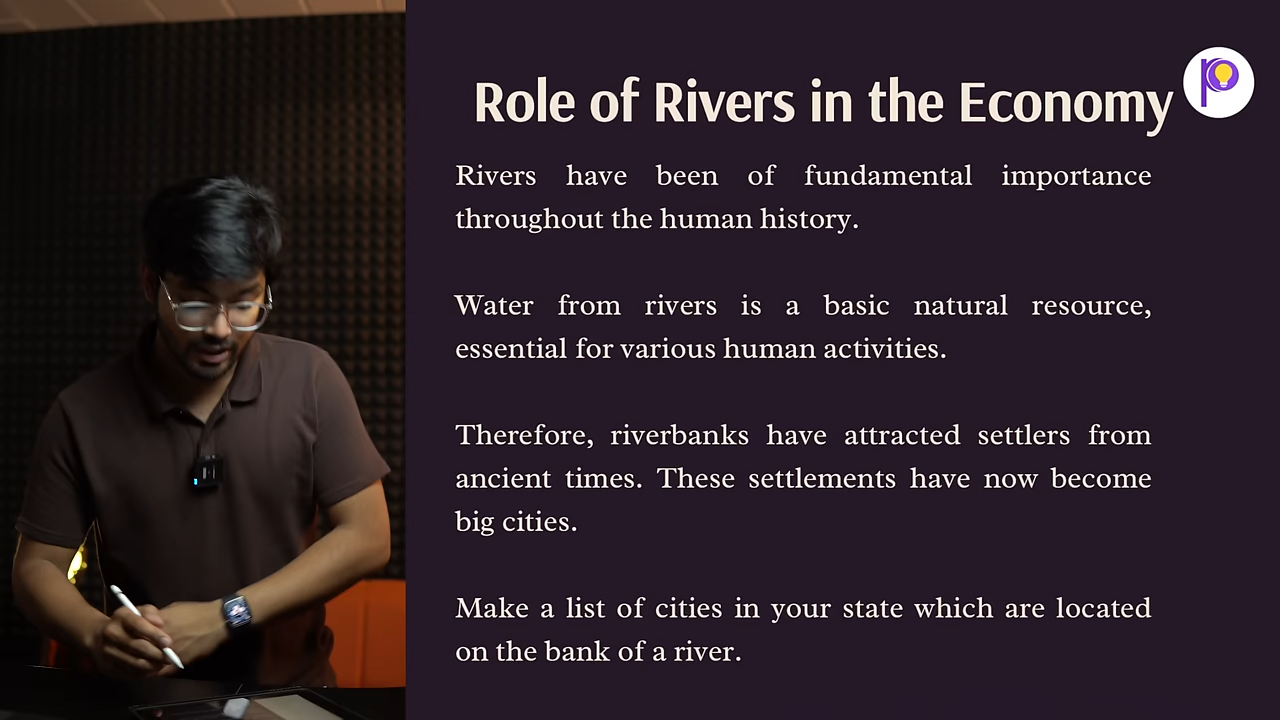 Role of Rivers in the Economy
Rivers have been of fundamental importance
throughout the human history.
Water from rivers is a basic natural resource,
essential for various human activities.
Therefore, riverbanks have attracted settlers from
ancient times. These settlements have now become
big cities.
Make a list of cities in your state which are located
on the bank of a river.